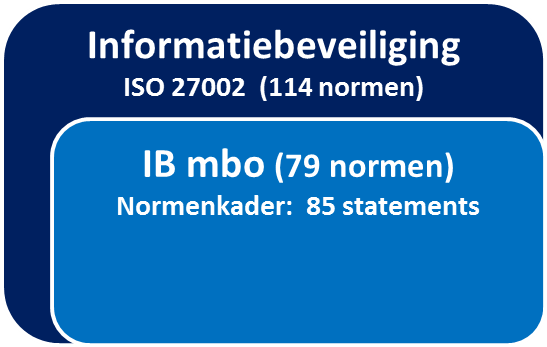 Informatiebeveiliging
ISO 27002 (114 normen)
IB mbo (79 normen)
Normenkader: 85 statements